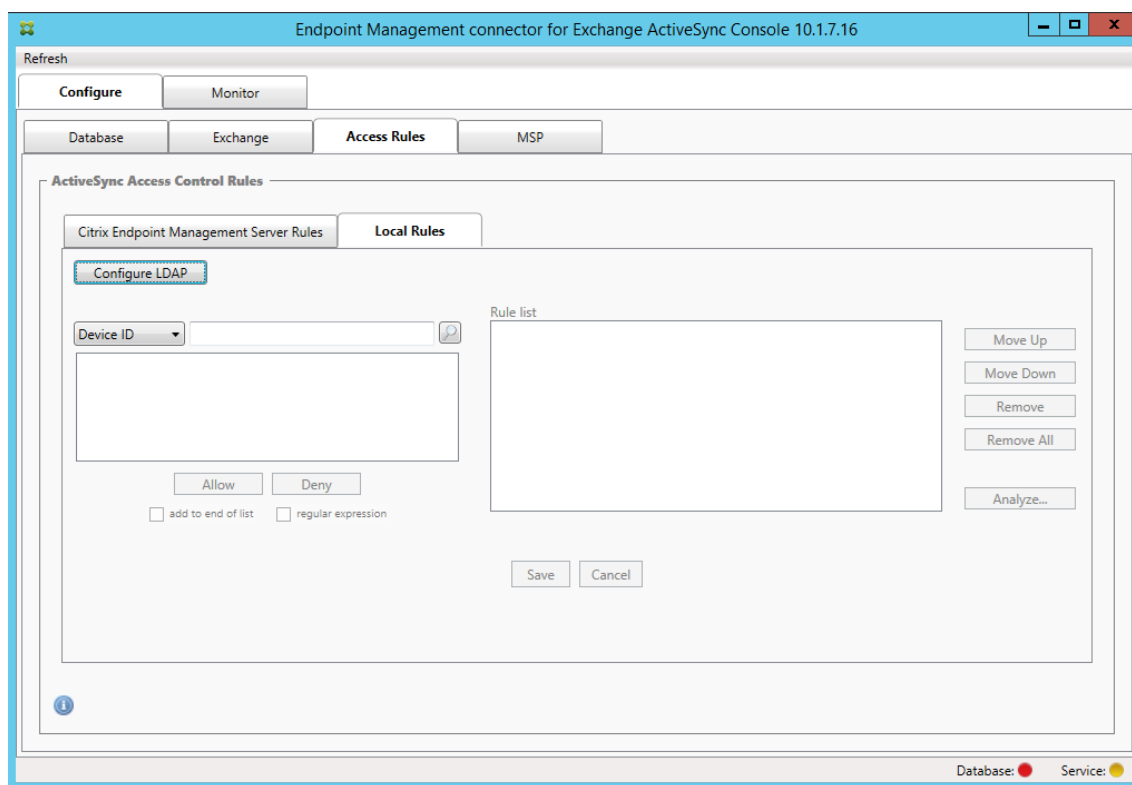 Endpoint Management connector for Exchange ActiveSync Console 10.1.7.16
Refresh
Configure Monitor
Database Exchange Access Rules MSP
ActiveSync Access Control Rules
Citrix Endpoint Management Server Rules Local Rules
Configure LDAP
Rule list
Device ID
Move Up
Move Down
Remove
Remove All
Allow Deny
Analyze...
add to end of list regular expression
Save Cancel
Database: Service: